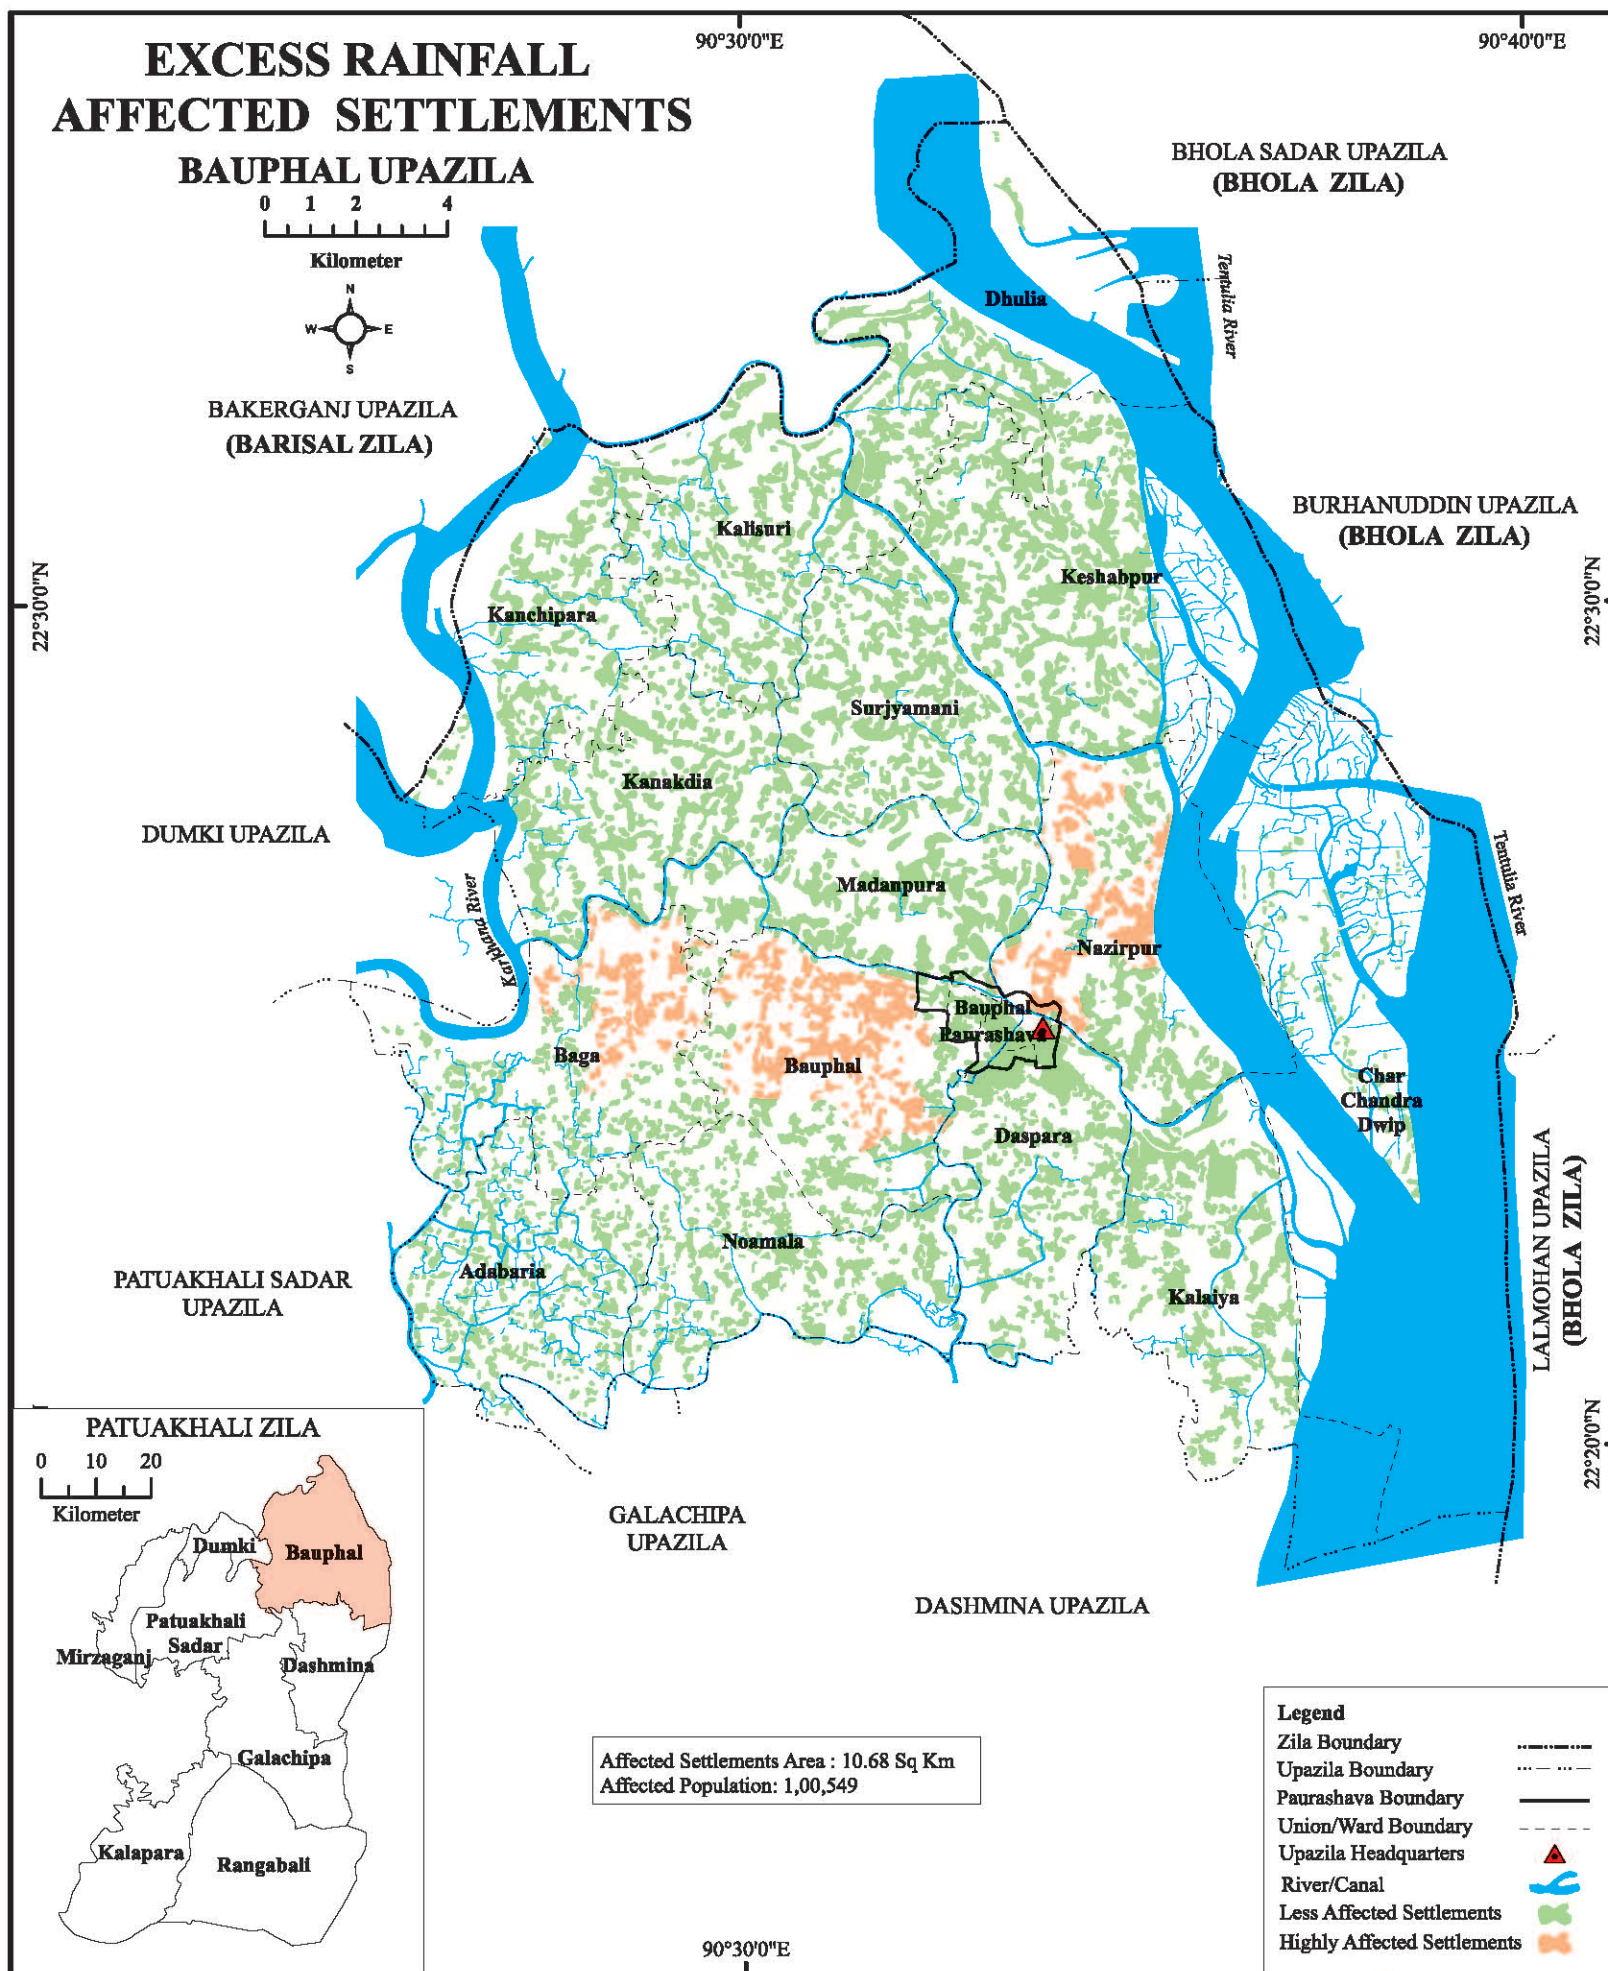 EXCESS RAINFALL
AFFECTED SETTLEMENTS
BAUPHAL UPAZILA
0 1 2 4
Kilometer
N
W E
S
90°30'0"E
90°40'0"E
BHOLA SADAR UPAZILA
(BHOLA ZILA)
Tentulia River
Dhulia
BAKERGANJ UPAZILA
(BARISAL ZILA)
BURHANUDDIN UPAZILA
(BHOLA ZILA)
Kalisuri
Keshabpur
22°30'0"N
22°30'0"N
Kanchipara
Surjyamani
Kanakdia
DUMKI UPAZILA
Tentulia River
Madanpura
Karkhana River
Nazirpur
Bauphal
Paurashava
Baga
Bauphal
Char
Chandra
Dwip
Daspara
LALMOHAN UPAZILA
(BHOLA ZILA)
Noamala
Adabaria
PATUAKHALI SADAR
UPAZILA
Kalaiya
22°20'0"N
GALACHIPA
UPAZILA
DASHMINA UPAZILA
PATUAKHALI ZILA
0 10 20
Kilometer
Dumki
Bauphal
Patuakhali
Sadar
Mirzaganj
Dashmina
Galachipa
Kalapara
Rangabali
Affected Settlements Area : 10.68 Sq Km
Affected Population: 1,00,549
Legend
Zila Boundary
Upazila Boundary
Paurashava Boundary
Union/Ward Boundary
Upazila Headquarters
River/Canal
Less Affected Settlements
Highly Affected Settlements
90°30'0"E